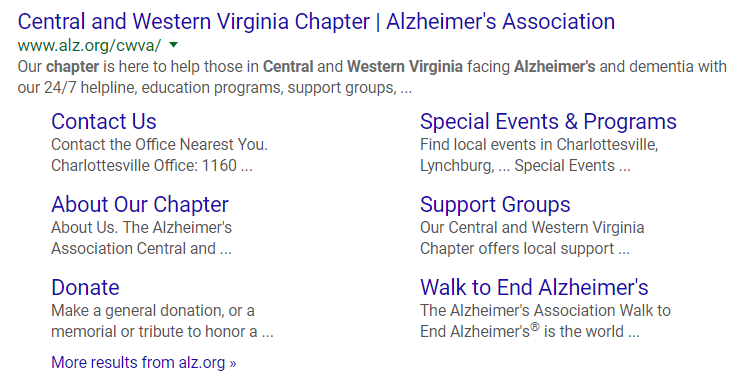 Central and Western Virginia Chapter | Alzheimer's Association
www.alz.org/cwva/
Our chapter is here to help those in Central and Western Virginia facing Alzheimer's and dementia with
our 24/7 helpline, education programs, support groups, ...
Contact Us
Contact the Office Nearest You.
Charlottesville Office: 1160 ...
Special Events & Programs
Find local events in Charlottesville,
Lynchburg, ... Special Events ...
About Our Chapter
About Us. The Alzheimer's
Association Central and ...
Support Groups
Our Central and Western Virginia
Chapter offers local support ...
Donate
Make a general donation, or a
memorial or tribute to honor a ...
Walk to End Alzheimer's
The Alzheimer's Association Walk to
End Alzheimer's® is the world ...
More results from alz.org »